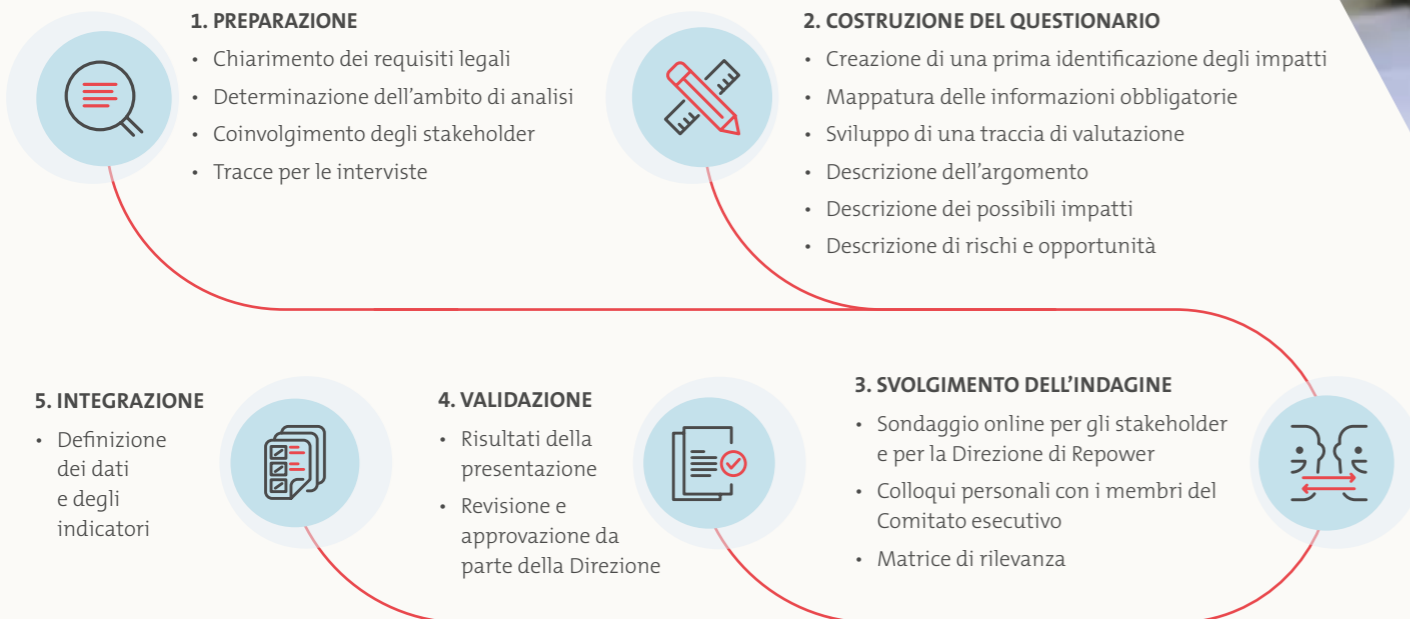 1. PREPARAZIONE
• Chiarimento dei requisiti legali
• Determinazione dell'ambito di analisi
• Coinvolgimento degli stakeholder
• Tracce per le interviste
2. COSTRUZIONE DEL QUESTIONARIO
• Creazione di una prima identificazione degli impatti
• Mappatura delle informazioni obbligatorie
• Sviluppo di una traccia di valutazione
• Descrizione dell'argomento
• Descrizione dei possibili impatti
• Descrizione di rischi e opportunità
3. SVOLGIMENTO DELL'INDAGINE
• Sondaggio online per gli stakeholder
e per la Direzione di Repower
• Colloqui personali con i membri del
Comitato esecutivo
• Matrice di rilevanza
4. VALIDAZIONE
• Risultati della
presentazione
• Revisione e
approvazione da
parte della Direzione
5. INTEGRAZIONE
• Definizione
dei dati
e degli
indicatori